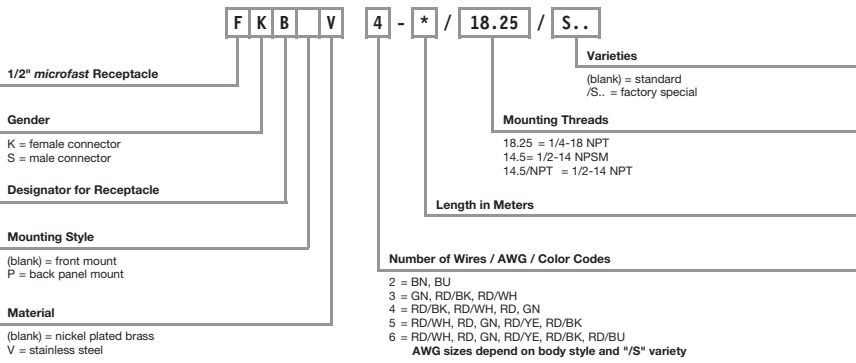 F K B V 4 - * / 18.25 / S..
1/2" microfast Receptacle
Gender
K = female connector
S = male connector
Designator for Receptacle
Mounting Style
(blank) = front mount
P = back panel mount
Material
(blank) = nickel plated brass
V = stainless steel
Varieties
(blank) = standard
/S.. = factory special
Mounting Threads
18.25 = 1/4-18 NPT
14.5= 1/2-14 NPSM
14.5/NPT = 1/2-14 NPT
Length in Meters
Number of Wires / AWG / Color Codes
2 = BN, BU
3 = GN, RD/BK, RD/WH
4 = RD/BK, RD/WH, RD, GN
5 = RD/WH, RD, GN, RD/YE, RD/BK
6 = RD/WH, RD, GN, RD/YE, RD/BK, RD/BU
AWG sizes depend on body style and "/S" variety